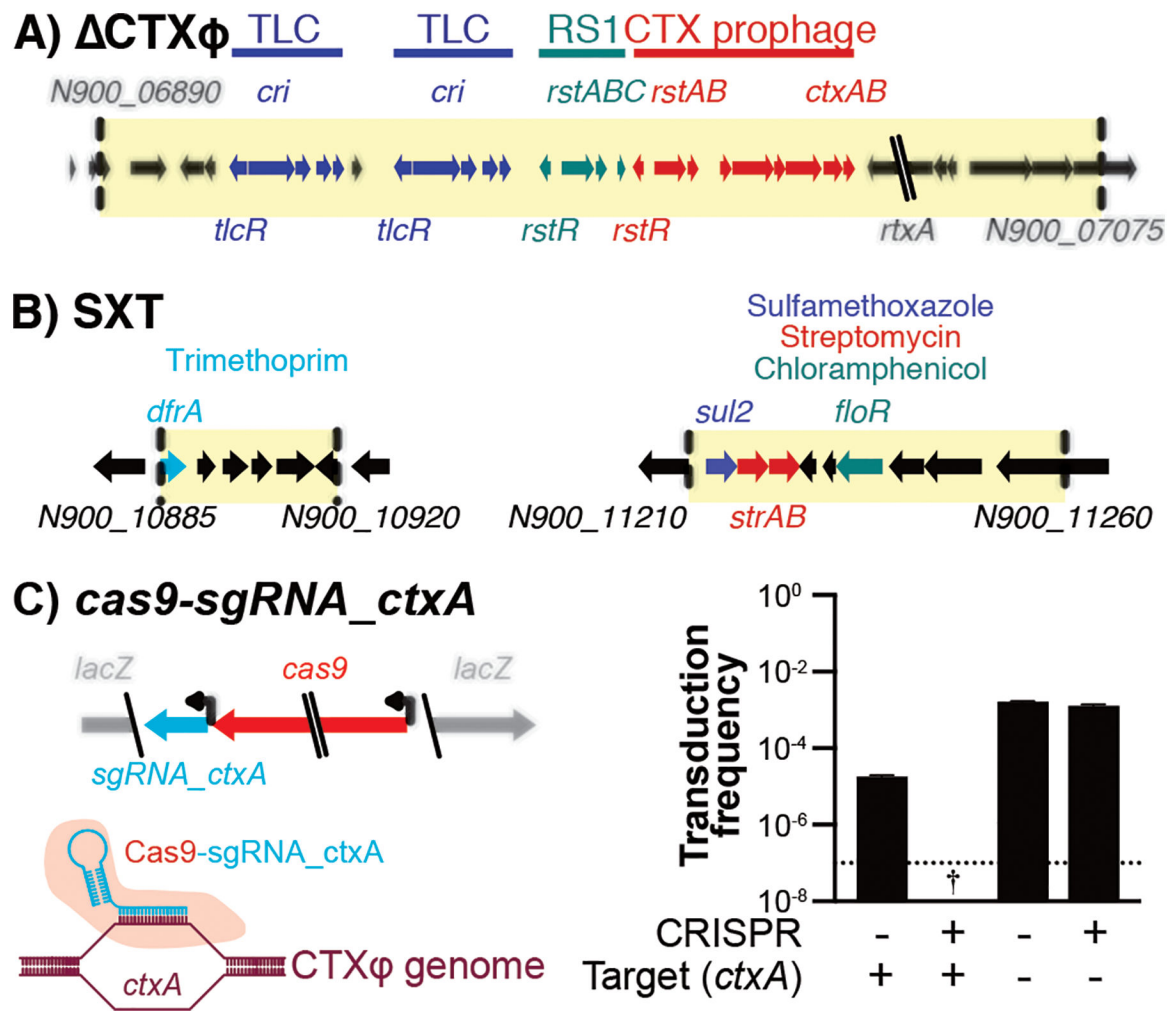 A) ΔCTXφ TLC TLC RS1 CTX prophage
N900_06890 cri cri rstABC rstAB ctxAB
tlcR tlcR rstR rstR rtxA N900_07075
B) SXT
Sulfamethoxazole
Streptomycin
Chloramphenicol
Trimethoprim
dfrA sul2 floR
N900_10885 N900_10920 N900_11210 strAB N900_11260
C) cas9-sgRNA_ctxA
lacZ cas9 lacZ
sgRNA_ctxA
Cas9-sgRNA_ctxA
ctxA CTXφ genome
Transduction
frequency
10⁰
10⁻²
10⁻⁴
10⁻⁶
10⁻⁸
†
CRISPR - + - +
Target (ctxA) + + - -